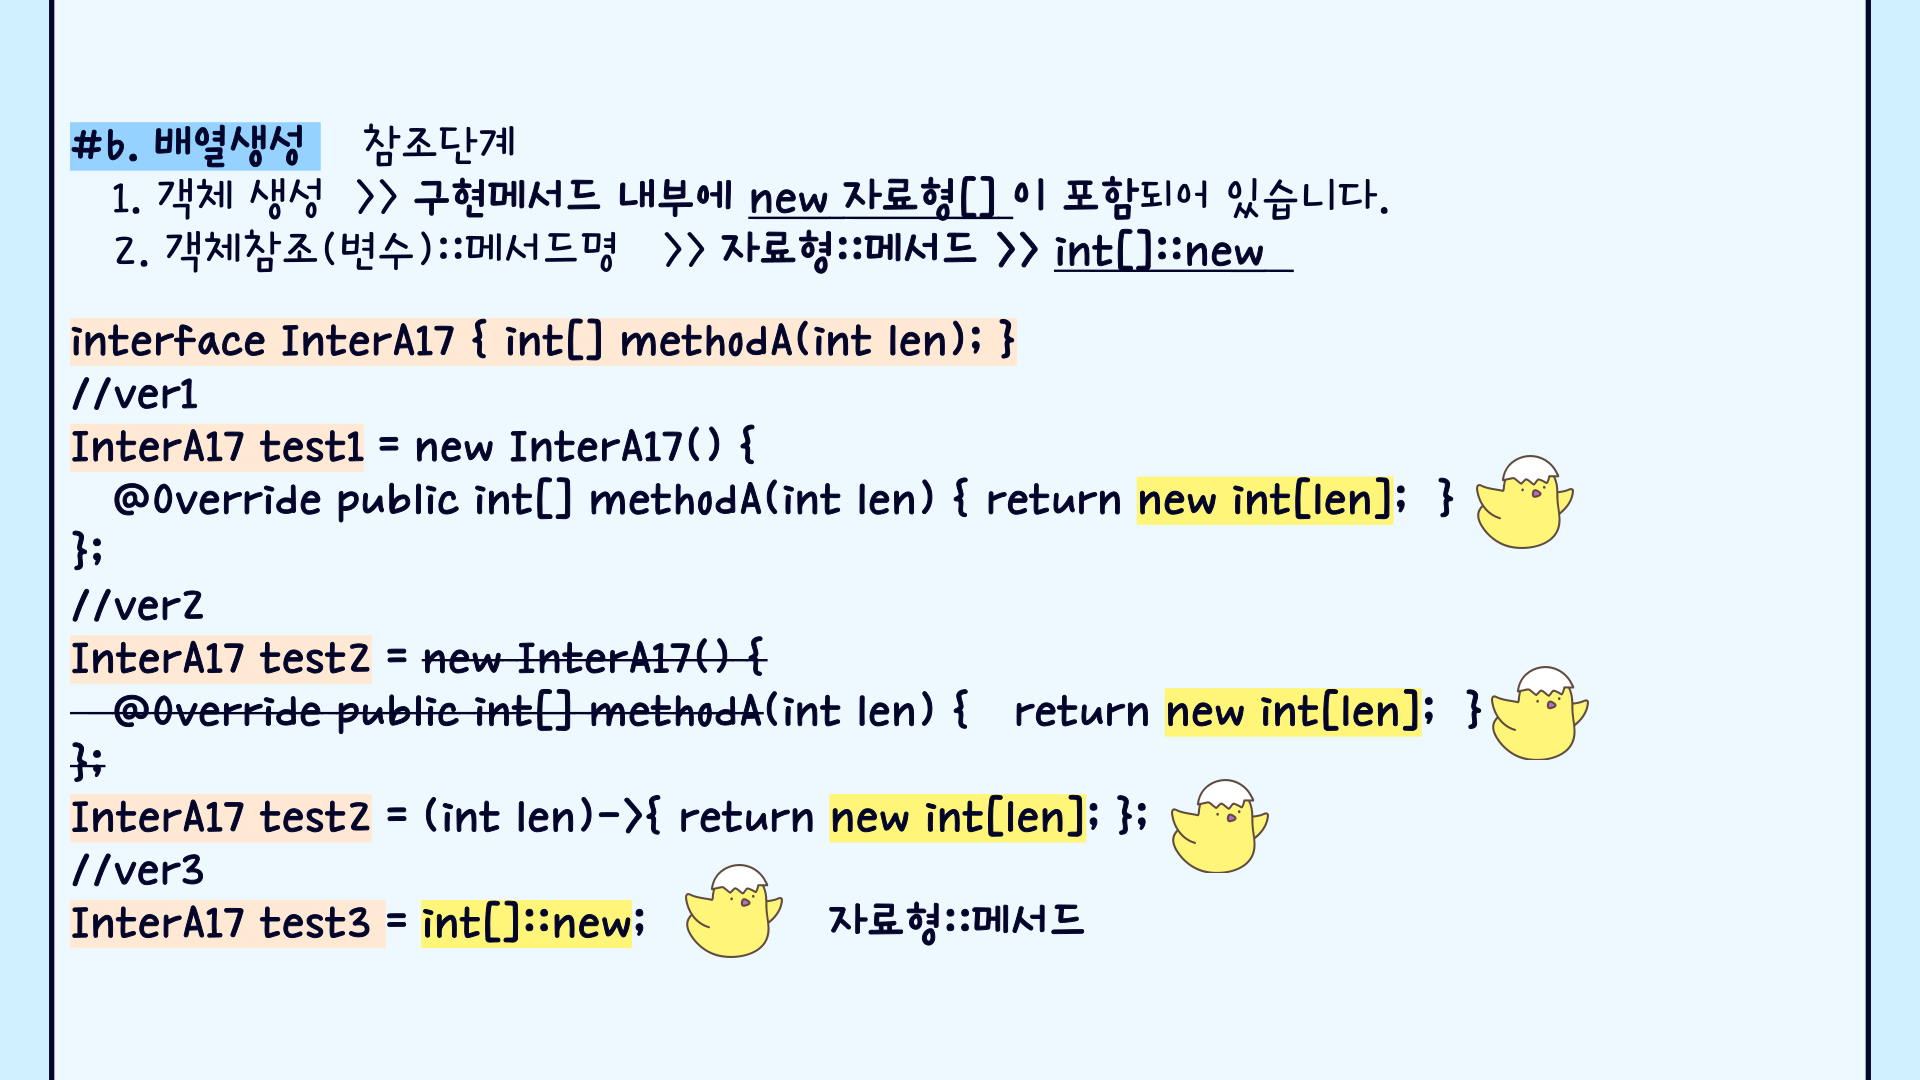 #b. 배열생성 참조단계
1. 객체 생성 >> 구현메서드 내부에 new 자료형[] 이 포함되어 있습니다.
2. 객체참조(변수)::메서드명 >> 자료형::메서드 >> int[]::new
interface InterA17 { int[] methodA(int len); }
//ver1
InterA17 test1 = new InterA17() {
@Override public int[] methodA(int len) { return new int[len]; }
};
//ver2
InterA17 test2 = new InterA17() {
@Override public int[] methodA(int len) { return new int[len]; }
};
InterA17 test2 = (int len)->{ return new int[len]; };
//ver3
InterA17 test3 = int[]::new; 자료형::메서드